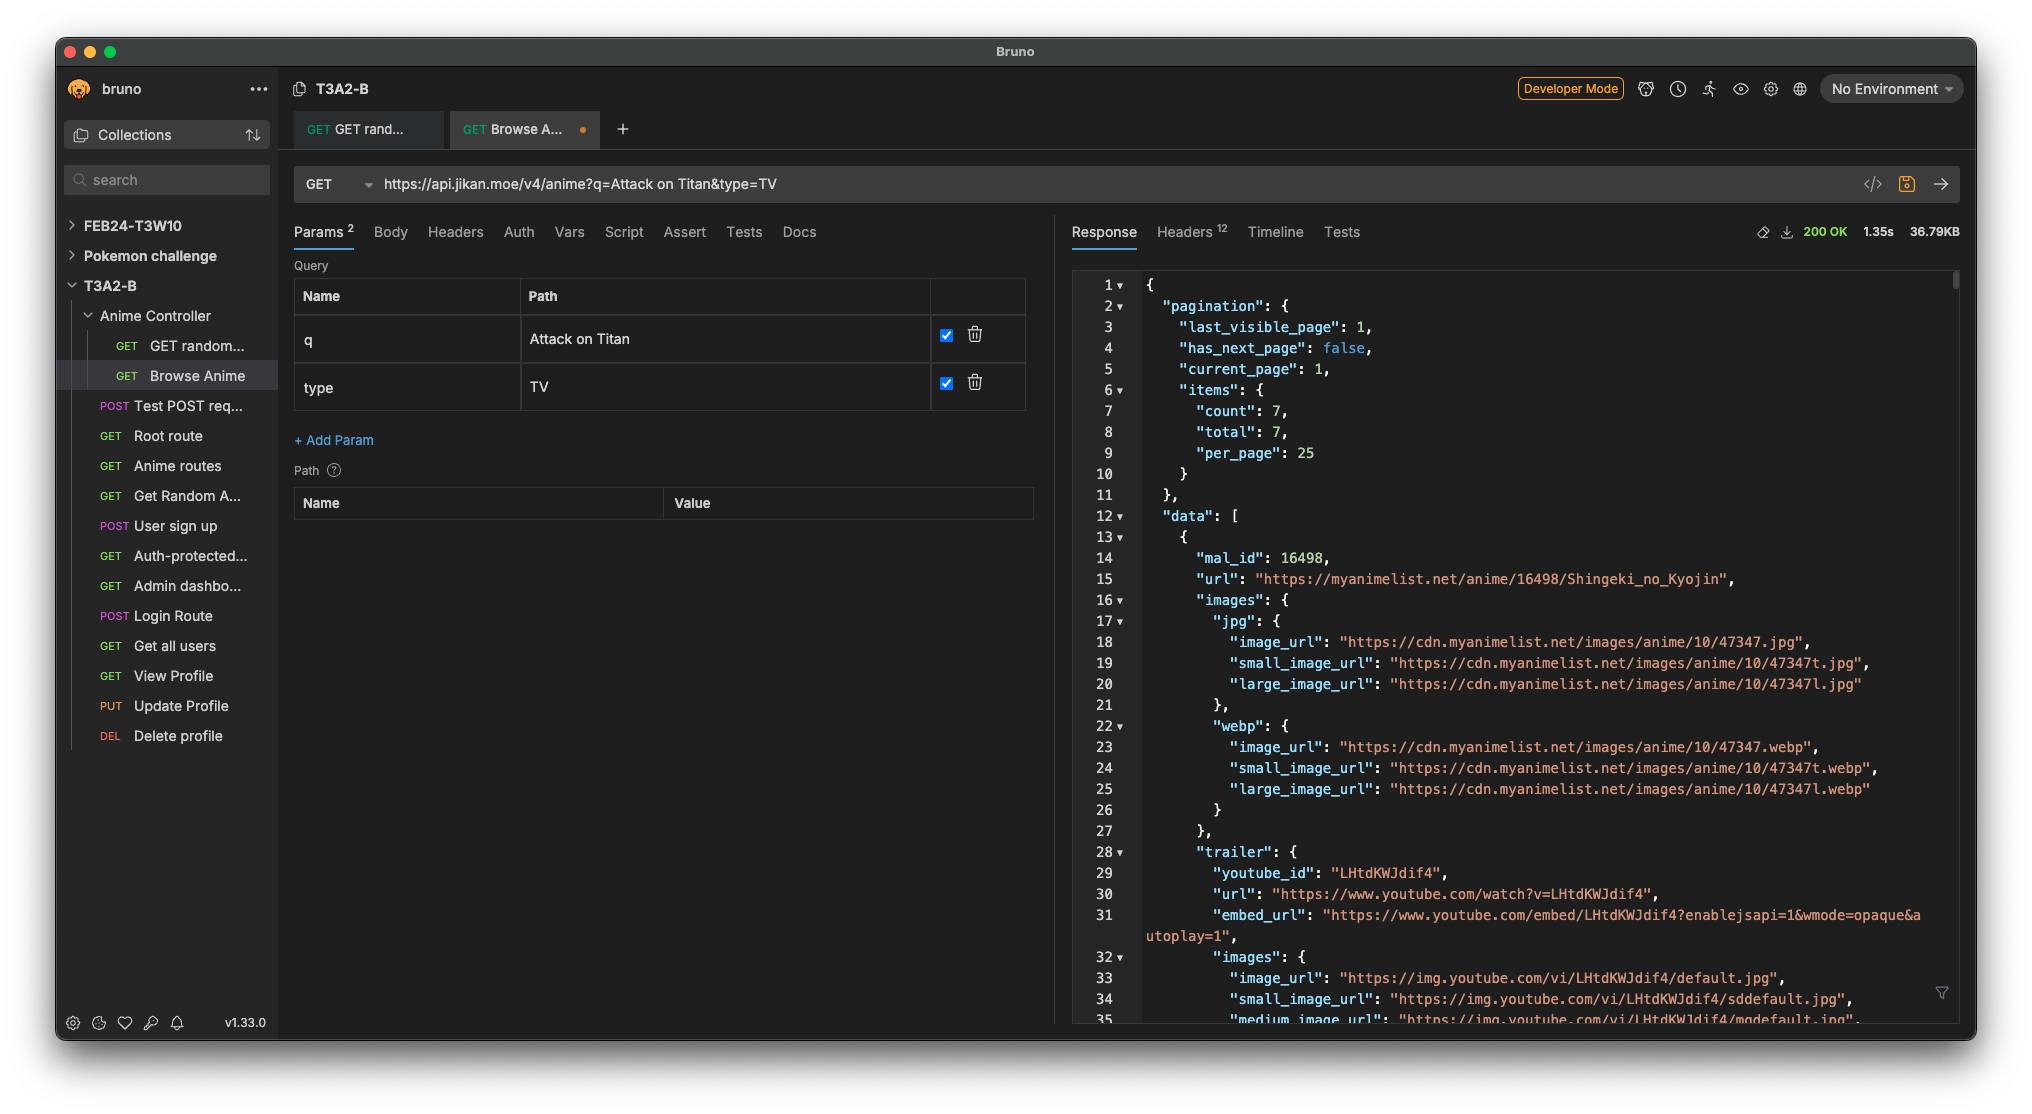 Bruno
bruno
T3A2-B
Developer Mode
No Environment
Collections
GET GET rand...
GET Browse A...
search
GET
https://api.jikan.moe/v4/anime?q=Attack on Titan&type=TV
FEB24-T3W10
Pokemon challenge
T3A2-B
Anime Controller
GET GET random...
GET Browse Anime
POST Test POST req...
GET Root route
GET Anime routes
GET Get Random A...
POST User sign up
GET Auth-protected...
GET Admin dashbo...
POST Login Route
GET Get all users
GET View Profile
PUT Update Profile
DEL Delete profile
v1.33.0
Params 2 Body Headers Auth Vars Script Assert Tests Docs
Query
Name Path
q Attack on Titan
type TV
+ Add Param
Path ?
Name Value
Response Headers 12 Timeline Tests
200 OK 1.35s 36.79KB
1 {
2 "pagination": {
3 "last_visible_page": 1,
4 "has_next_page": false,
5 "current_page": 1,
6 "items": {
7 "count": 7,
8 "total": 7,
9 "per_page": 25
10 }
11 },
12 "data": [
13 {
14 "mal_id": 16498,
15 "url": "https://myanimelist.net/anime/16498/Shingeki_no_Kyojin",
16 "images": {
17 "jpg": {
18 "image_url": "https://cdn.myanimelist.net/images/anime/10/47347.jpg",
19 "small_image_url": "https://cdn.myanimelist.net/images/anime/10/47347t.jpg",
20 "large_image_url": "https://cdn.myanimelist.net/images/anime/10/47347l.jpg"
21 },
22 "webp": {
23 "image_url": "https://cdn.myanimelist.net/images/anime/10/47347.webp",
24 "small_image_url": "https://cdn.myanimelist.net/images/anime/10/47347t.webp",
25 "large_image_url": "https://cdn.myanimelist.net/images/anime/10/47347l.webp"
26 }
27 },
28 "trailer": {
29 "youtube_id": "LHtdKWJdif4",
30 "url": "https://www.youtube.com/watch?v=LHtdKWJdif4",
31 "embed_url": "https://www.youtube.com/embed/LHtdKWJdif4?enablejsapi=1&wmode=opaque&a
utoplay=1",
32 "images": {
33 "image_url": "https://img.youtube.com/vi/LHtdKWJdif4/default.jpg",
34 "small_image_url": "https://img.youtube.com/vi/LHtdKWJdif4/sddefault.jpg",
35 "medium_image_url": "https://img.youtube.com/vi/LHtdKWJdif4/mqdefault.jpg",